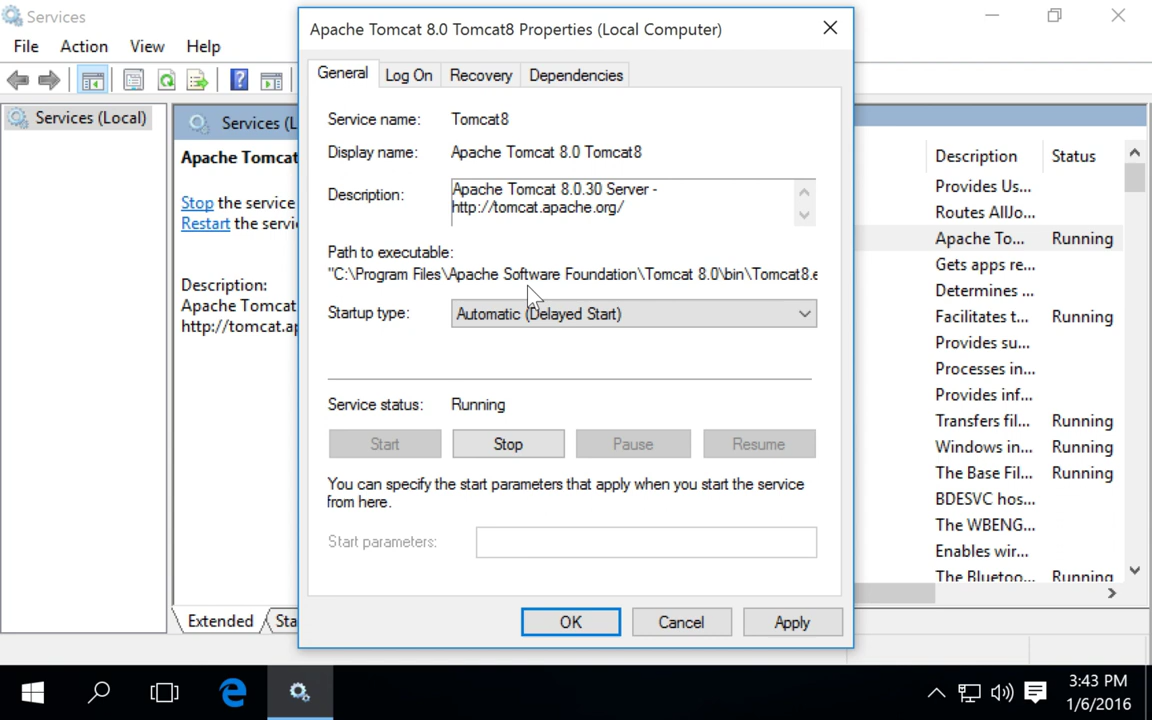 Services
File Action View Help
Services (Local)
Services (L
Apache Tomcat
Stop the service
Restart the servi
Description:
Apache Tomcat
http://tomcat.ap
Extended
Sta
Apache Tomcat 8.0 Tomcat8 Properties (Local Computer)
General Log On Recovery Dependencies
Service name: Tomcat8
Display name: Apache Tomcat 8.0 Tomcat8
Description: Apache Tomcat 8.0.30 Server -
http://tomcat.apache.org/
Path to executable:
"C:\Program Files\Apache Software Foundation\Tomcat 8.0\bin\Tomcat8.e
Startup type: Automatic (Delayed Start)
Service status: Running
Start Stop Pause Resume
You can specify the start parameters that apply when you start the service
from here.
Start parameters:
OK Cancel Apply
Description Status
Provides Us...
Routes AllJo...
Apache To... Running
Gets apps re...
Determines ...
Facilitates t... Running
Provides su...
Processes in...
Provides inf...
Transfers fil... Running
Windows in... Running
The Base Fil... Running
BDESVC hos...
The WBENG...
Enables wir...
The Bluetoo... Running
3:43 PM
1/6/2016